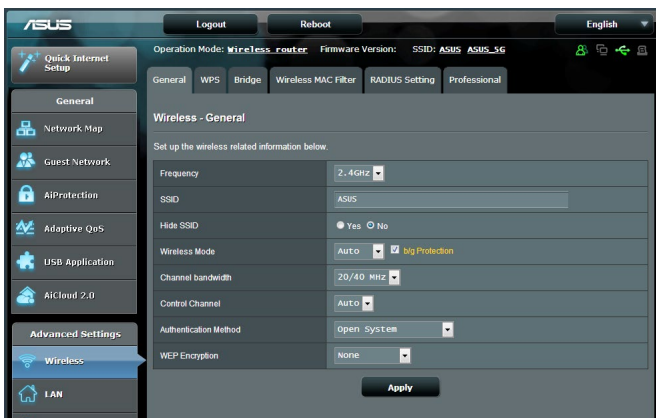 ASUS
Logout
Reboot
English
Quick Internet Setup
Operation Mode: Wireless router Firmware Version: SSID: ASUS ASUS_5G
General WPS Bridge Wireless MAC Filter RADIUS Setting Professional
General
Network Map
Guest Network
AiProtection
Adaptive QoS
USB Application
AiCloud 2.0
Advanced Settings
Wireless
LAN
Wireless - General
Set up the wireless related information below.
Frequency 2.4GHz
SSID ASUS
Hide SSID Yes No
Wireless Mode Auto b/g Protection
Channel bandwidth 20/40 MHz
Control Channel Auto
Authentication Method Open System
WEP Encryption None
Apply